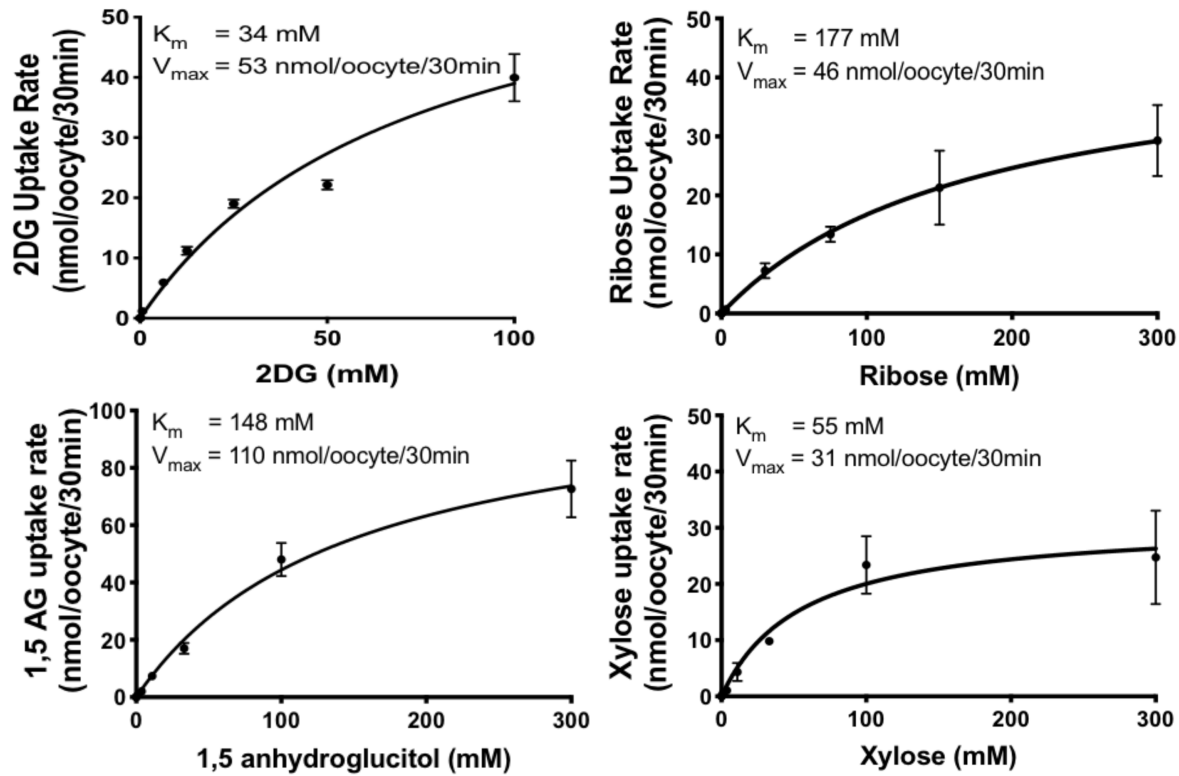 2DG Uptake Rate
(nmol/oocyte/30min)
50
40
30
20
10
0
Km = 34 mM
Vmax = 53 nmol/oocyte/30min
0 50 100
2DG (mM)
Ribose Uptake Rate
(nmol/oocyte/30min)
50
40
30
20
10
0
Km = 177 mM
Vmax = 46 nmol/oocyte/30min
0 100 200 300
Ribose (mM)
1,5 AG uptake rate
(nmol/oocyte/30min)
100
80
60
40
20
0
Km = 148 mM
Vmax = 110 nmol/oocyte/30min
0 100 200 300
1,5 anhydroglucitol (mM)
Xylose uptake rate
(nmol/oocyte/30min)
50
40
30
20
10
0
Km = 55 mM
Vmax = 31 nmol/oocyte/30min
0 100 200 300
Xylose (mM)